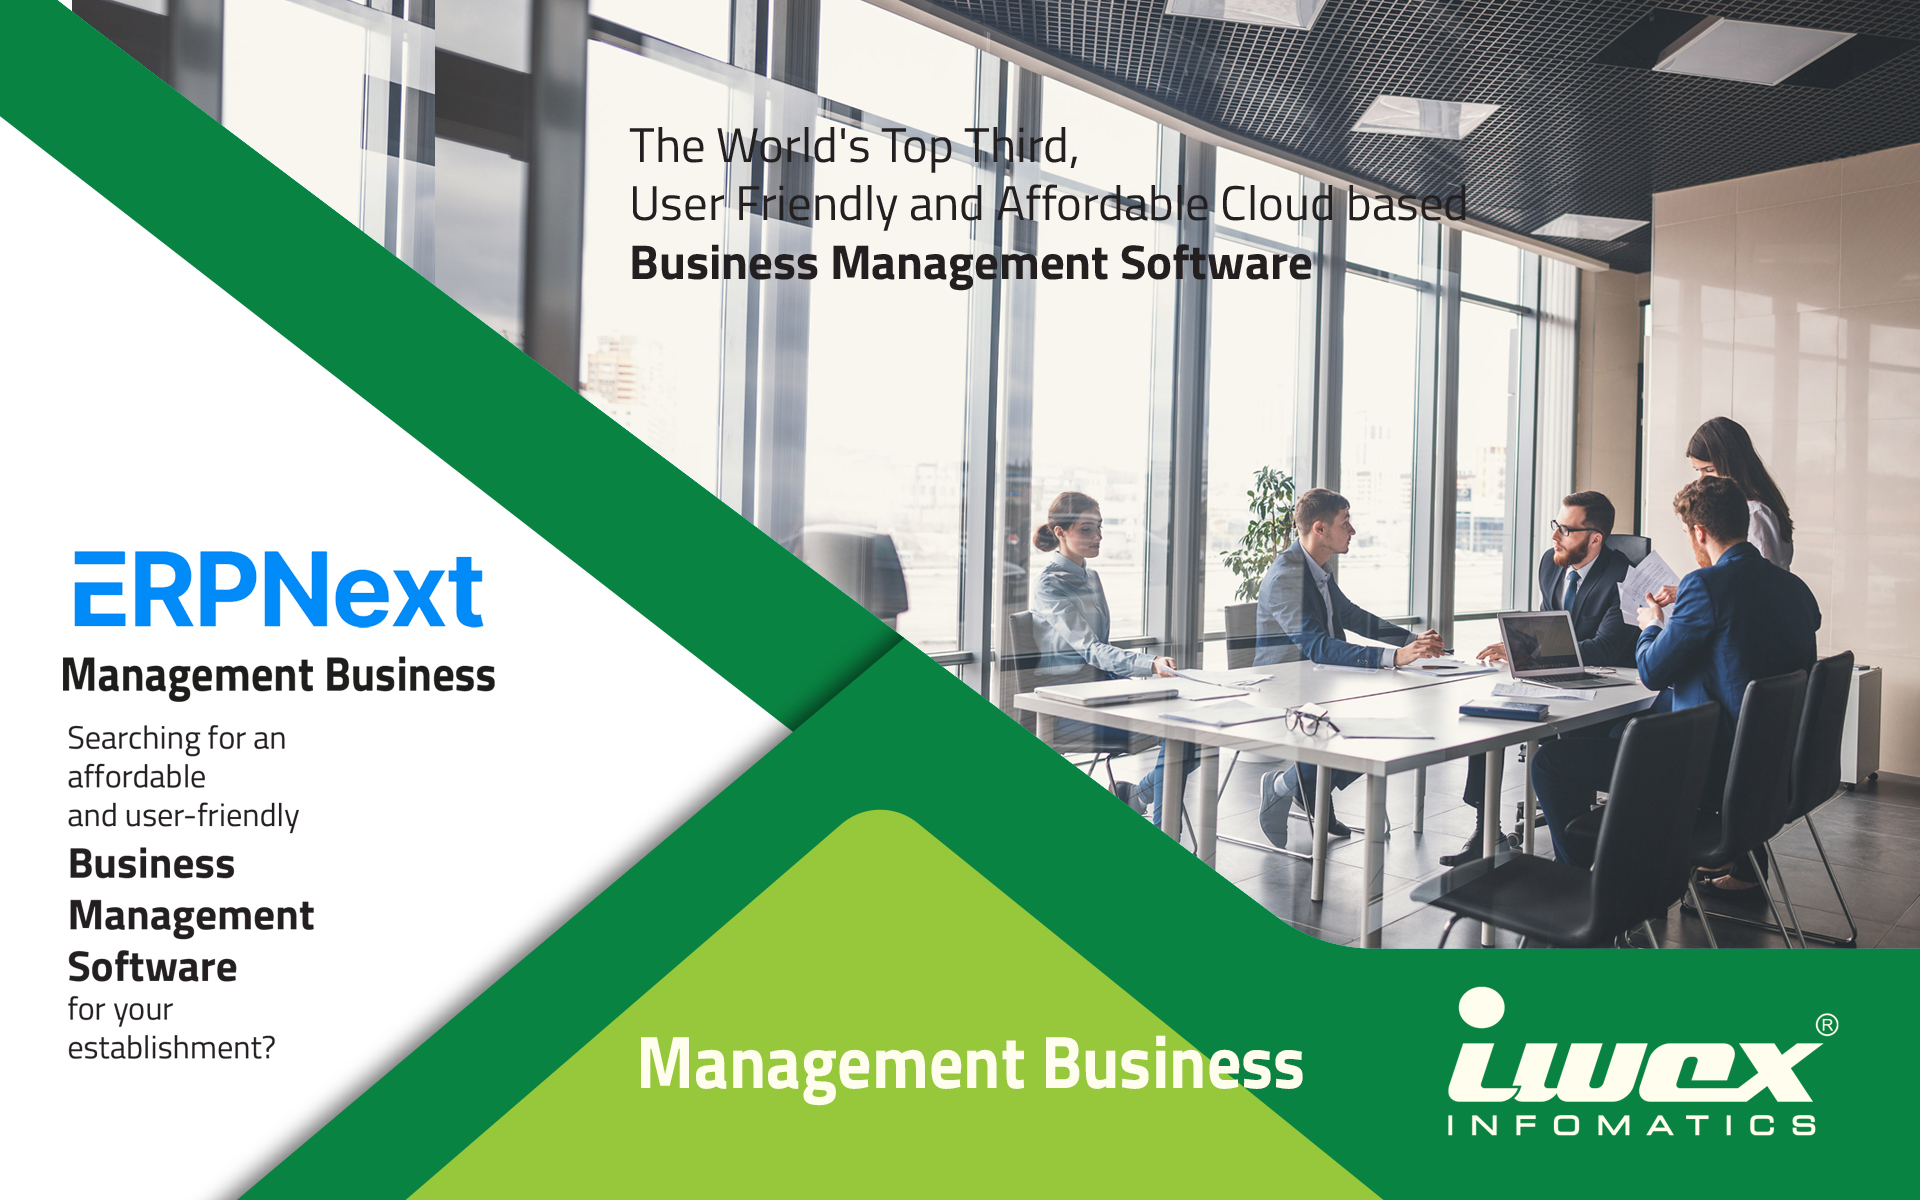 The World's Top Third,
User Friendly and Affordable Cloud based
Business Management Software
ERPNext
Management Business
Searching for an
affordable
and user-friendly
Business
Management
Software
for your
establishment?
Management Business
iwex®
INFOMATICS